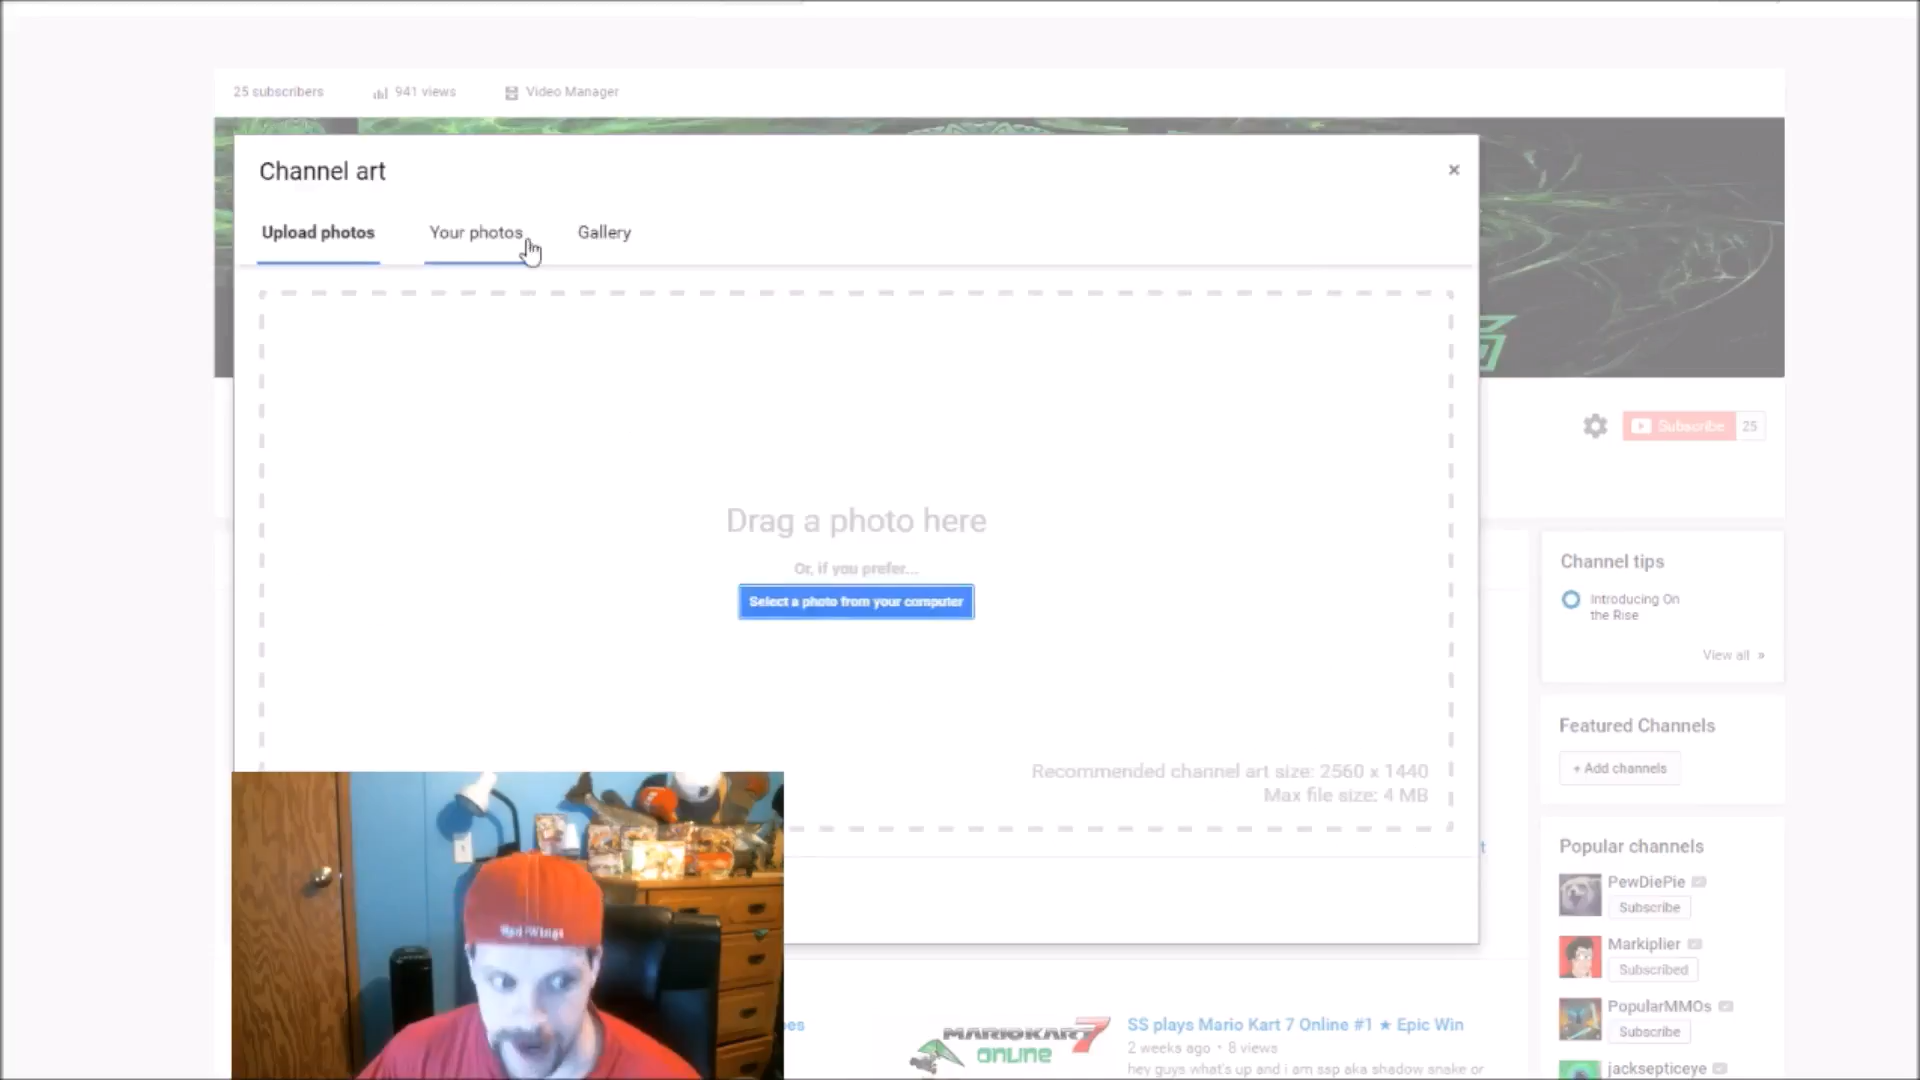 25 subscribers
941 views
Video Manager
Channel art
×
Upload photos
Your photos
Gallery
Drag a photo here
Or, if you prefer...
Select a photo from your computer
Recommended channel art size: 2560 x 1440
Max file size: 4 MB
Subscribe 25
Channel tips
Introducing On
the Rise
View all »
Featured Channels
+ Add channels
Popular channels
PewDiePie
Subscribe
Markiplier
Subscribed
PopularMMOs
Subscribe
jacksepticeye
Red Wings
MARIOKART 7
ONLINE
SS plays Mario Kart 7 Online #1 ★ Epic Win
2 weeks ago • 8 views
hey guys what's up and i am ssp aka shadow snake or